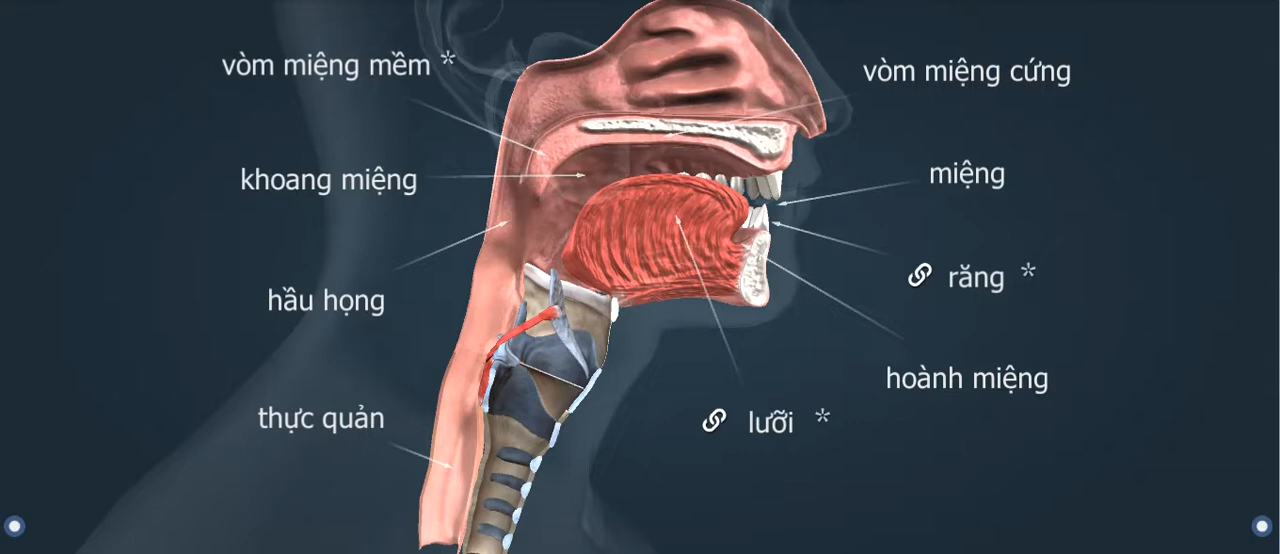 vòm miệng mềm *
khoang miệng
hầu họng
thực quản
vòm miệng cứng
miệng
răng *
hoành miệng
lưỡi *